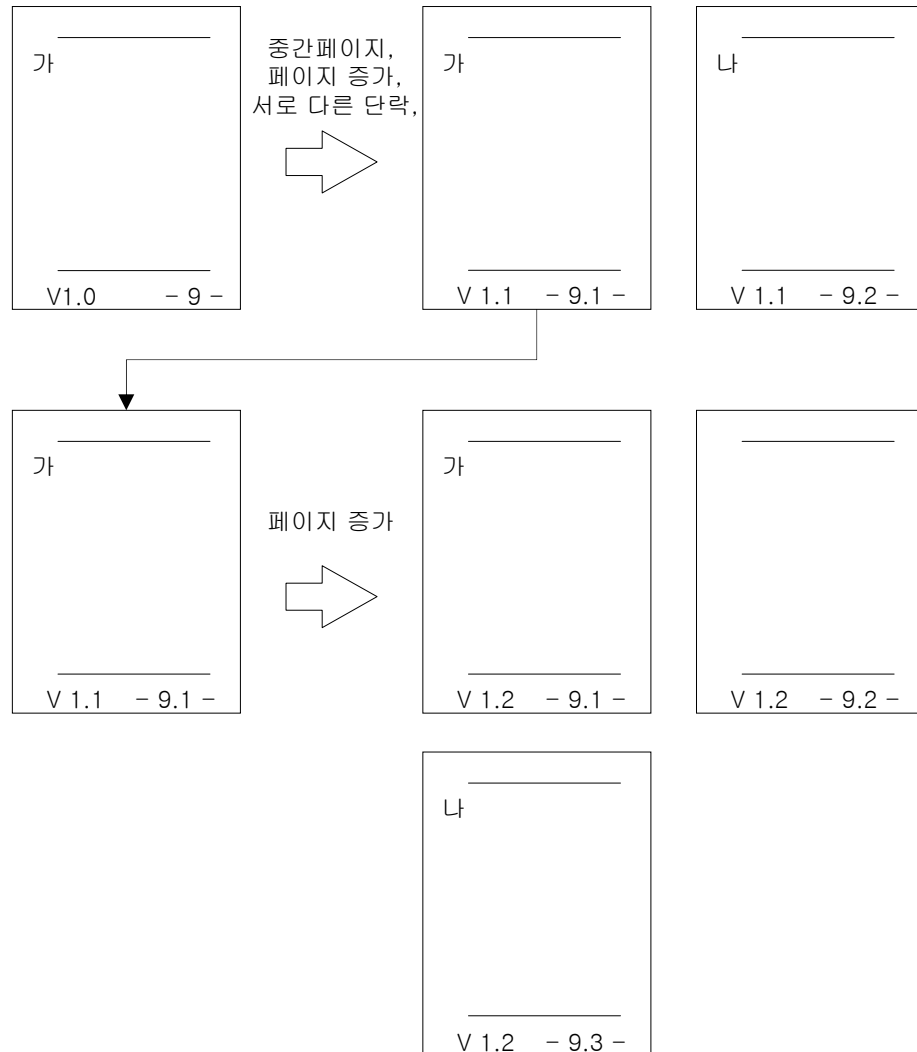 가
V1.0 - 9 -
중간페이지,
페이지 증가,
서로 다른 단락,
가
V 1.1 - 9.1 -
나
V 1.1 - 9.2 -
가
V 1.1 - 9.1 -
페이지 증가
가
V 1.2 - 9.1 -
V 1.2 - 9.2 -
나
V 1.2 - 9.3 -